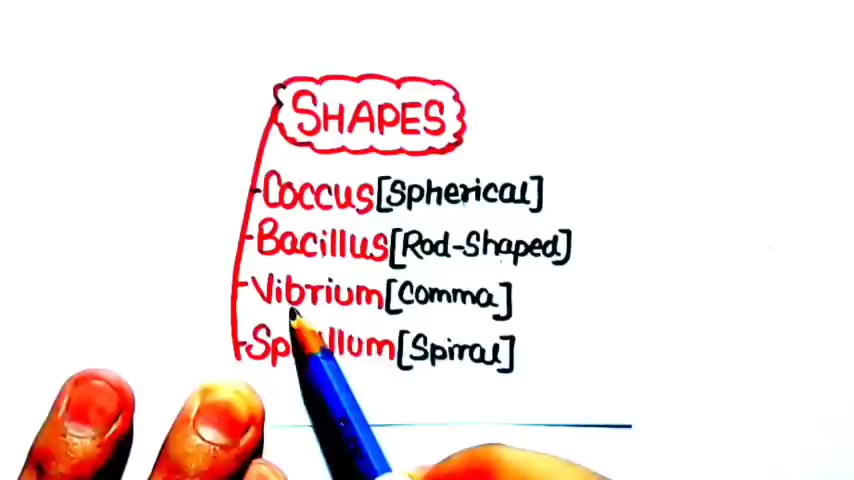 SHAPES
Coccus [Spherical]
Bacillus [Rod-Shaped]
Vibrium [Comma]
[Spiral]